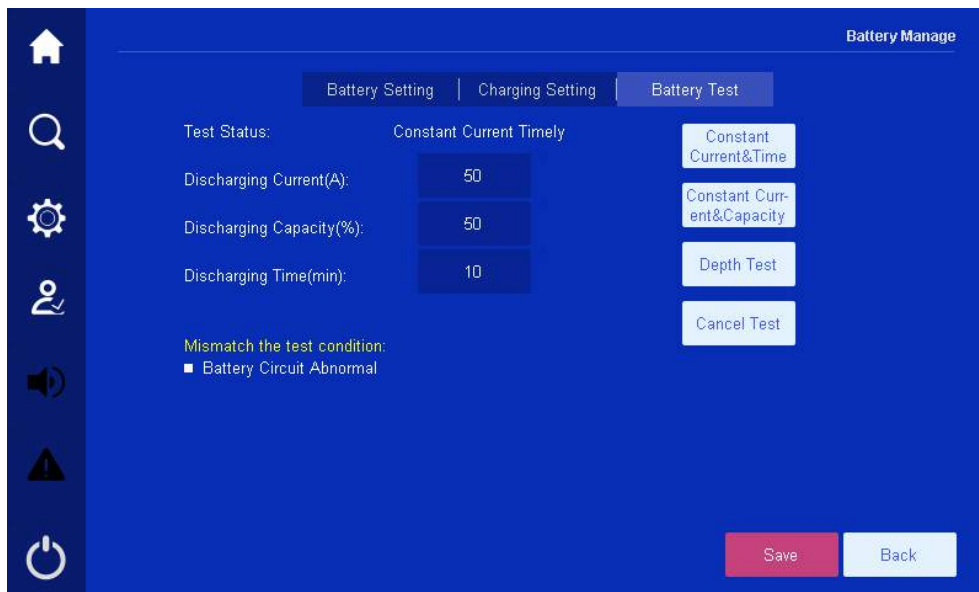 Battery Manage
Battery Setting | Charging Setting | Battery Test
Test Status: Constant Current Timely
Constant
Current&Time
Discharging Current(A): 50
Constant Curr-
ent&Capacity
Discharging Capacity(%): 50
Depth Test
Discharging Time(min): 10
Cancel Test
Mismatch the test condition:
Battery Circuit Abnormal
Save Back